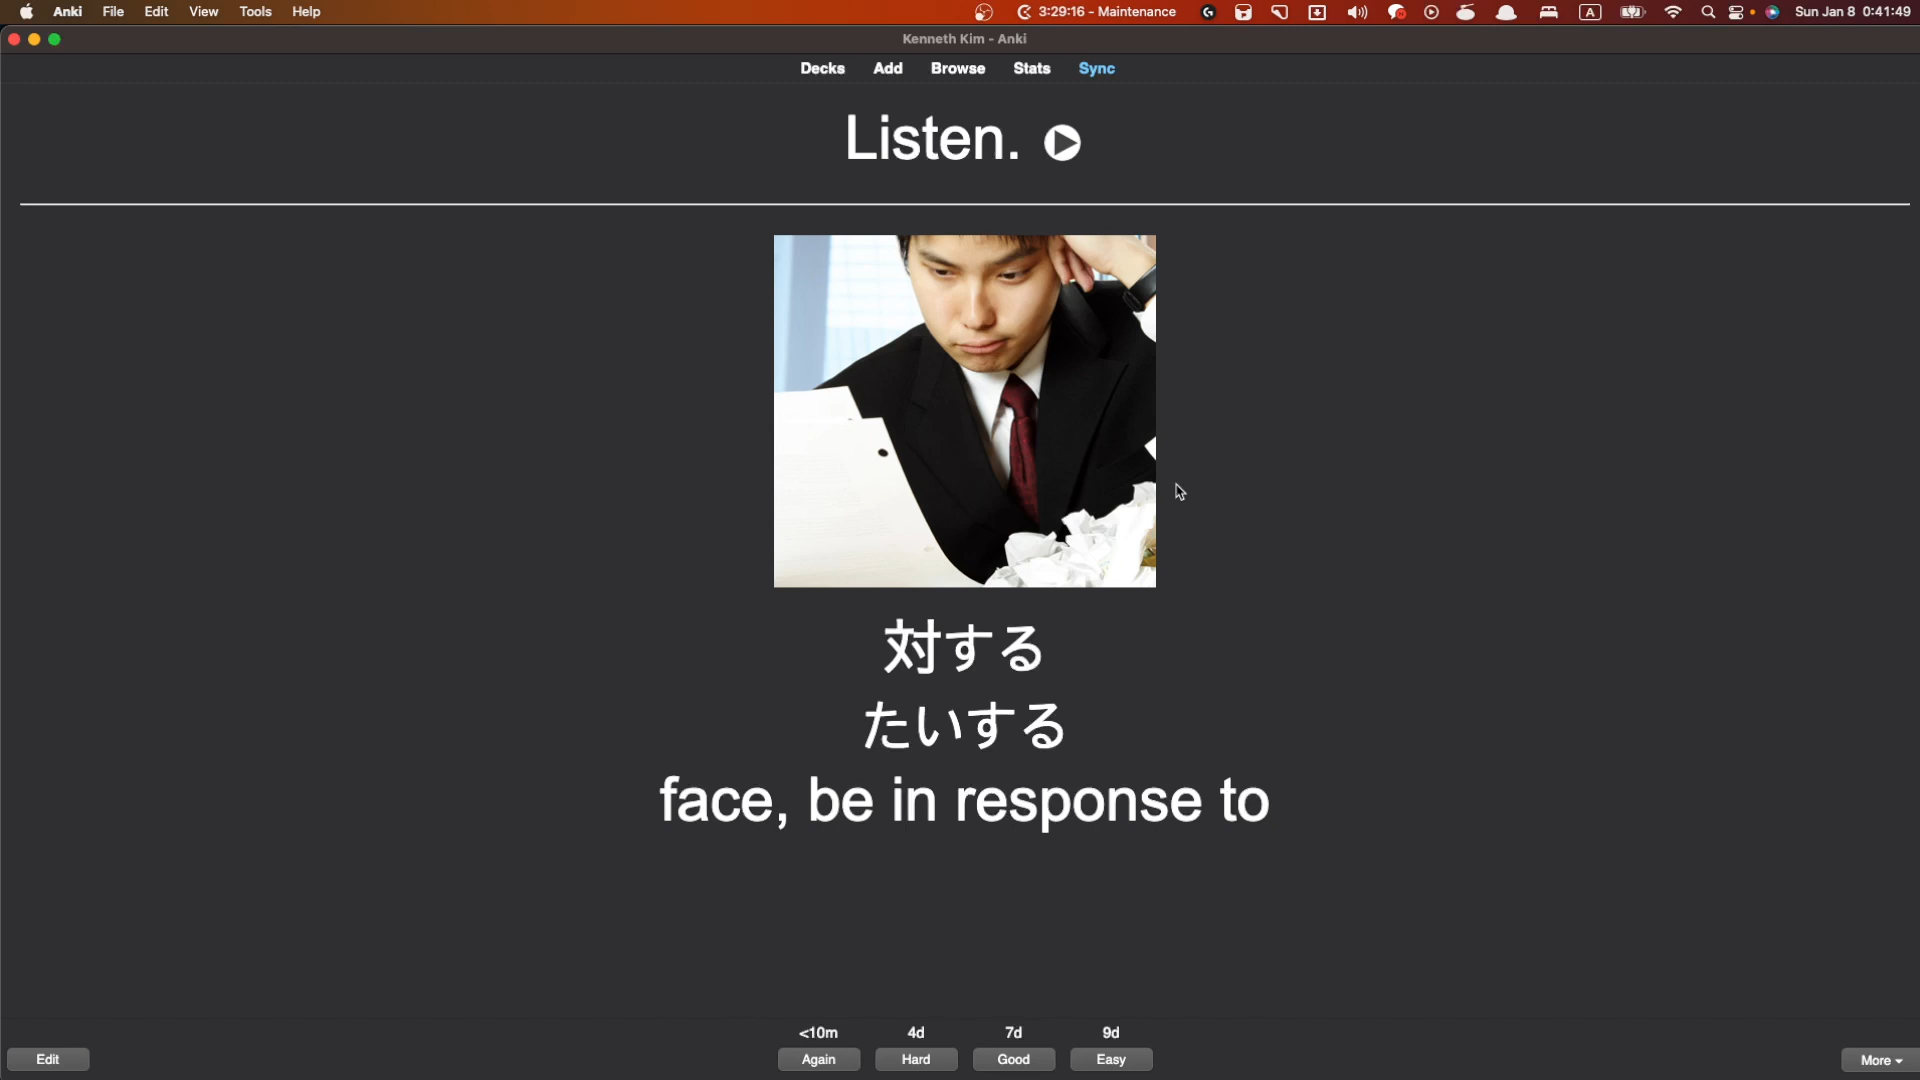 Anki File Edit View Tools Help 3:29:16 - Maintenance A Sun Jan 8 0:41:49
Kenneth Kim - Anki
Decks Add Browse Stats Sync
Listen.
対する
たいする
face, be in response to
<10m 4d 7d 9d
Edit Again Hard Good Easy More